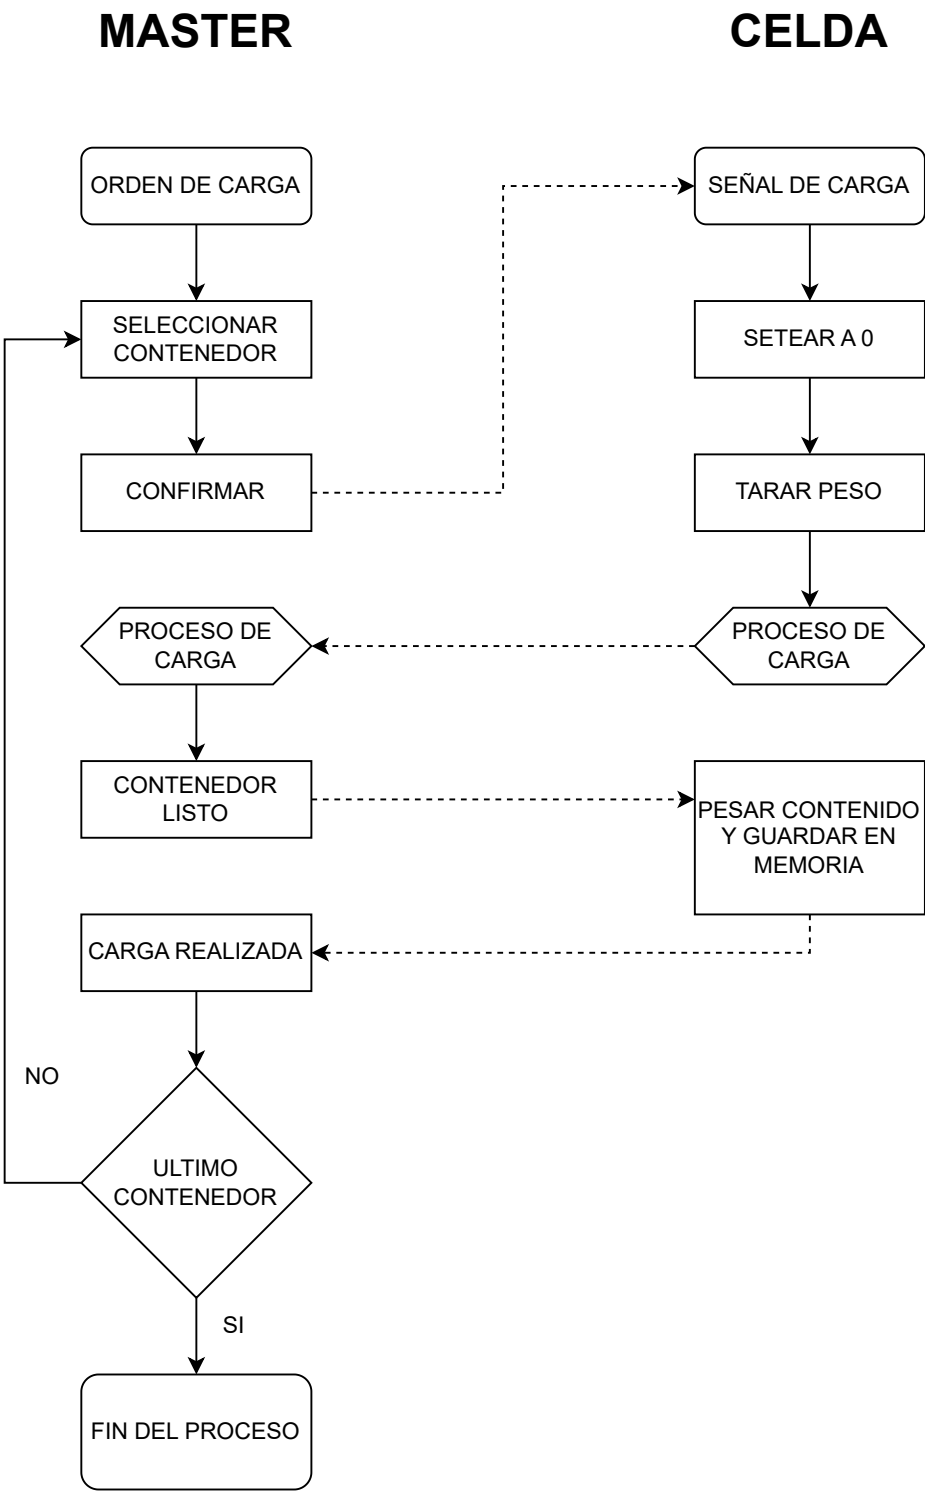 MASTER
CELDA
ORDEN DE CARGA
SEÑAL DE CARGA
SELECCIONAR
CONTENEDOR
SETEAR A 0
CONFIRMAR
TARAR PESO
PROCESO DE
CARGA
PROCESO DE
CARGA
CONTENEDOR
LISTO
PESAR CONTENIDO
Y GUARDAR EN
MEMORIA
CARGA REALIZADA
NO
ULTIMO
CONTENEDOR
SI
FIN DEL PROCESO